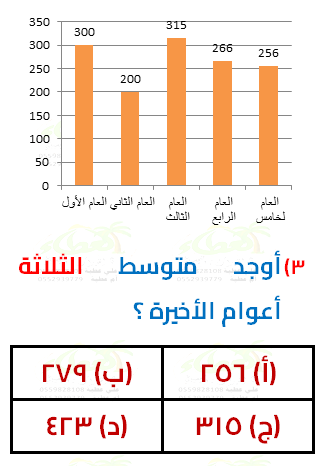 350
300
250
200
150
100
50
0
300
200
315
266
256
العام الأول
العام الثاني
العام الثالث
العام الرابع
العام لخامس
٣) أوجد متوسط الثلاثة
أعوام الأخيرة ؟
(أ) ٢٥٦
(ب) ٢٧٩
(ج) ٣١٥
(د) ٤٢٣